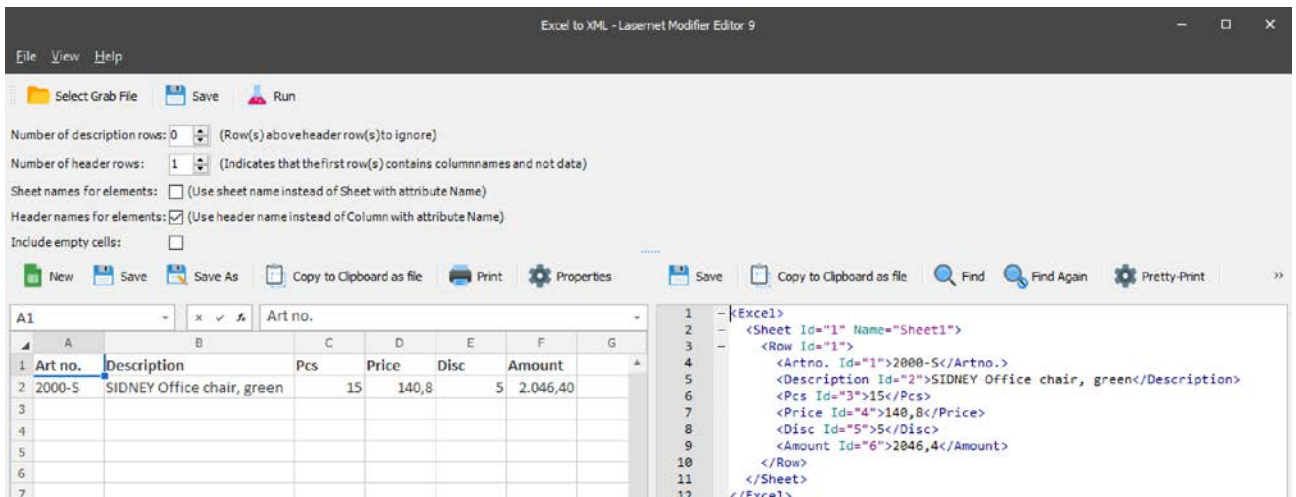 Excel to XML - Lasernet Modifier Editor 9
File View Help
Select Grab File Save Run
Number of description rows: 0 (Row(s) above header row(s) to ignore)
Number of header rows: 1 (Indicates that the first row(s) contains column names and not data)
Sheet names for elements: (Use sheet name instead of Sheet with attribute Name)
Header names for elements: (Use header name instead of Column with attribute Name)
Include empty cells:
New Save Save As Copy to Clipboard as file Print Properties
A1 fx Art no.
A B C D E F G
1 Art no. Description Pcs Price Disc Amount
2 2000-S SIDNEY Office chair, green 15 140,8 5 2.046,40
3
4
5
6
7
Save Copy to Clipboard as file Find Find Again Pretty-Print »
1 <Excel>
2 <Sheet Id="1" Name="Sheet1">
3 <Row Id="1">
4 <Artno. Id="1">2000-S</Artno.>
5 <Description Id="2">SIDNEY Office chair, green</Description>
6 <Pcs Id="3">15</Pcs>
7 <Price Id="4">140,8</Price>
8 <Disc Id="5">5</Disc>
9 <Amount Id="6">2046,4</Amount>
10 </Row>
11 </Sheet>
12 </Excel>